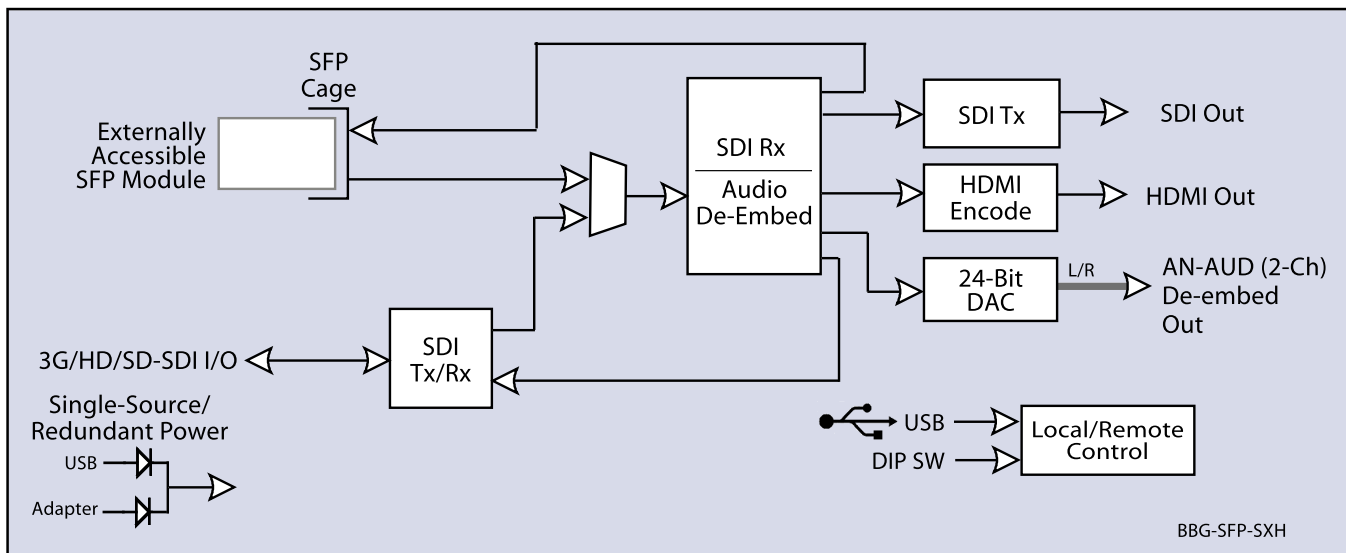 SFP
Cage
Externally
Accessible
SFP Module
SDI Rx
Audio
De-Embed
SDI Tx
SDI Out
HDMI
Encode
HDMI Out
24-Bit
DAC
L/R
AN-AUD (2-Ch)
De-embed
Out
3G/HD/SD-SDI I/O
SDI
Tx/Rx
Single-Source/
Redundant Power
USB
Adapter
USB
DIP SW
Local/Remote
Control
BBG-SFP-SXH